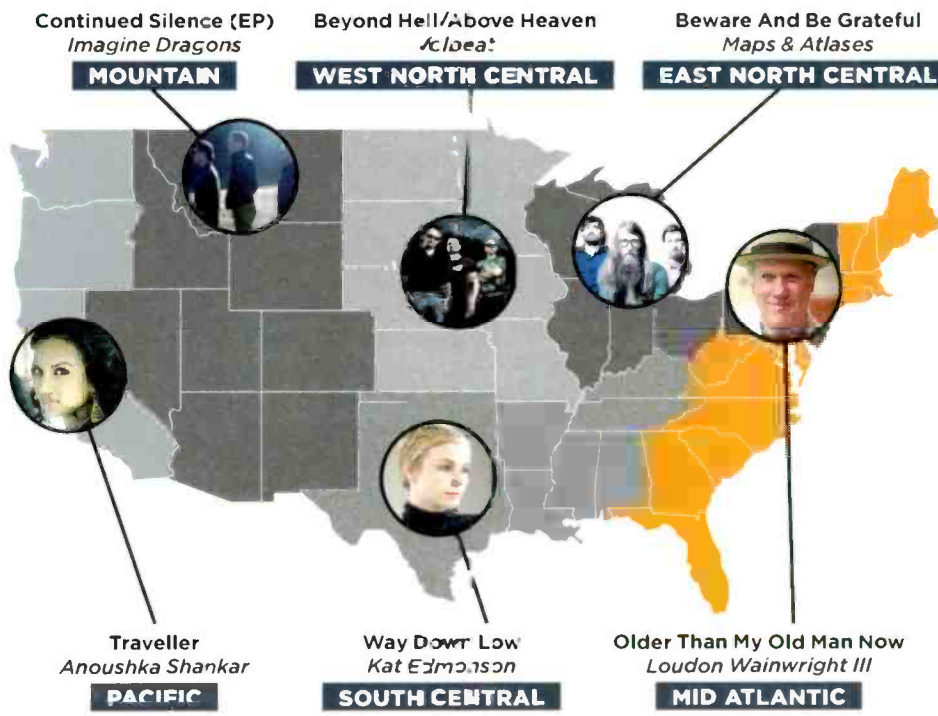 Continued Silence (EP)
Imagine Dragons
MOUNTAIN
Beyond Hell/Above Heaven
WEST NORTH CENTRAL
Beware And Be Grateful
Maps & Atlases
EAST NORTH CENTRAL
Traveller
Anoushka Shankar
PACIFIC
Way Down Low
Kat Edmonson
SOUTH CENTRAL
Older Than My Old Man Now
Loudon Wainwright III
MID ATLANTIC